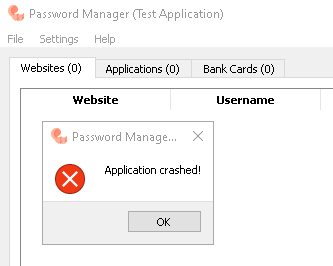 Password Manager (Test Application)
File Settings Help
Websites (0) Applications (0) Bank Cards (0)
Website Username
Password Manage...
Application crashed!
OK